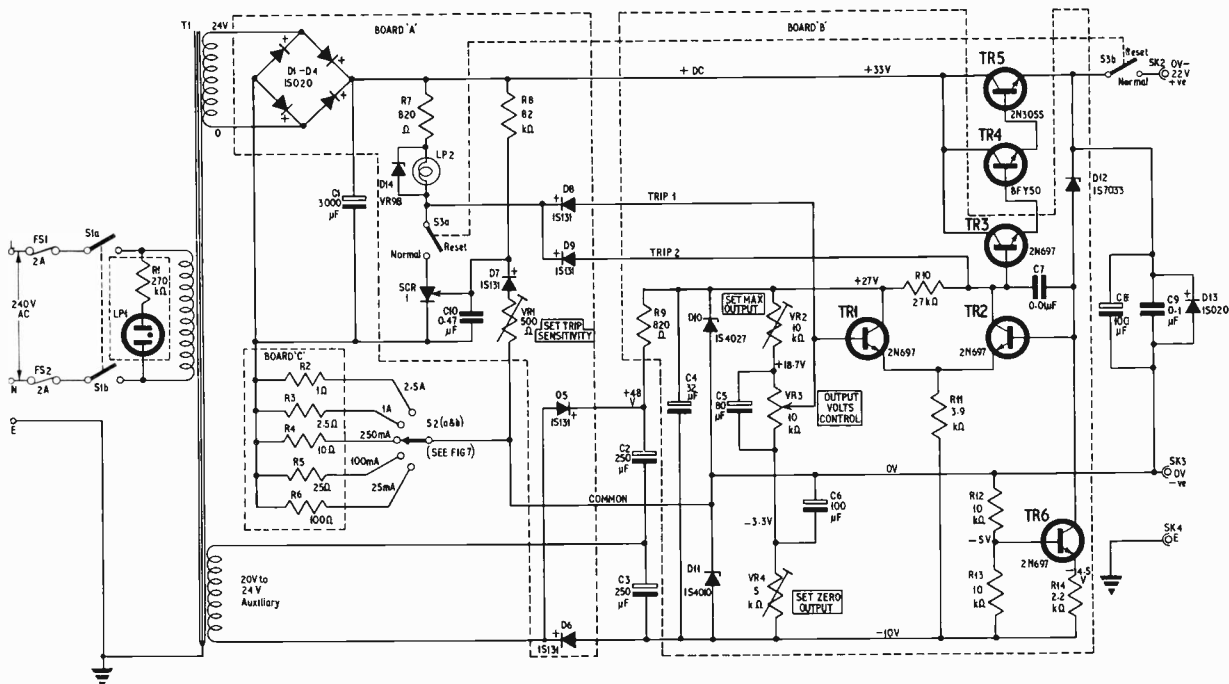 T1
24V
BOARD 'A'
BOARD 'B'
D1-D4
1S020
+
+
+
+
0
+ DC
+33V
TR5
2N3055
S3b
Reset
Normal
SK2
0V-
22V
+ve
R7
820
Ω
R8
82
kΩ
LP2
D14
VR9B
C1
3000
µF
TR4
BFY50
D12
1S7033
D8
1S131
TRIP 1
S3a
Reset
Normal
D9
1S131
TRIP 2
TR3
2N697
L
FS1
2A
S1a
R1
270
kΩ
LP1
240V
AC
N
FS2
2A
S1b
E
SCR
1
C10
0·47
µF
D7
1S131
VR1
500
Ω
SET TRIP
SENSITIVITY
+27V
R10
27kΩ
C7
0·01µF
R9
820
Ω
D10
1S4027
SET MAX
OUTPUT
VR2
10
kΩ
+18.7V
TR1
2N697
TR2
2N697
C8
100
µF
C9
0·1
µF
D13
1S020
BOARD 'C'
R2
1Ω
2.5A
R3
2.5Ω
1A
R4
10Ω
250mA
S2 (a&b)
(SEE FIG 7)
R5
25Ω
100mA
R6
100Ω
25mA
D5
1S131
+48
V
C4
32
µF
C5
80
µF
VR3
10
kΩ
OUTPUT
VOLTS
CONTROL
R11
3.9
kΩ
C2
250
µF
0V
SK3
0V
-ve
COMMON
C6
100
µF
-3.3V
R12
10
kΩ
-5V
TR6
2N697
SK4
E
20V to
24V
Auxiliary
C3
250
µF
D11
1S4010
VR4
5
kΩ
SET ZERO
OUTPUT
R13
10
kΩ
-4.5
V
R14
2.2
kΩ
D6
1S131
-10V